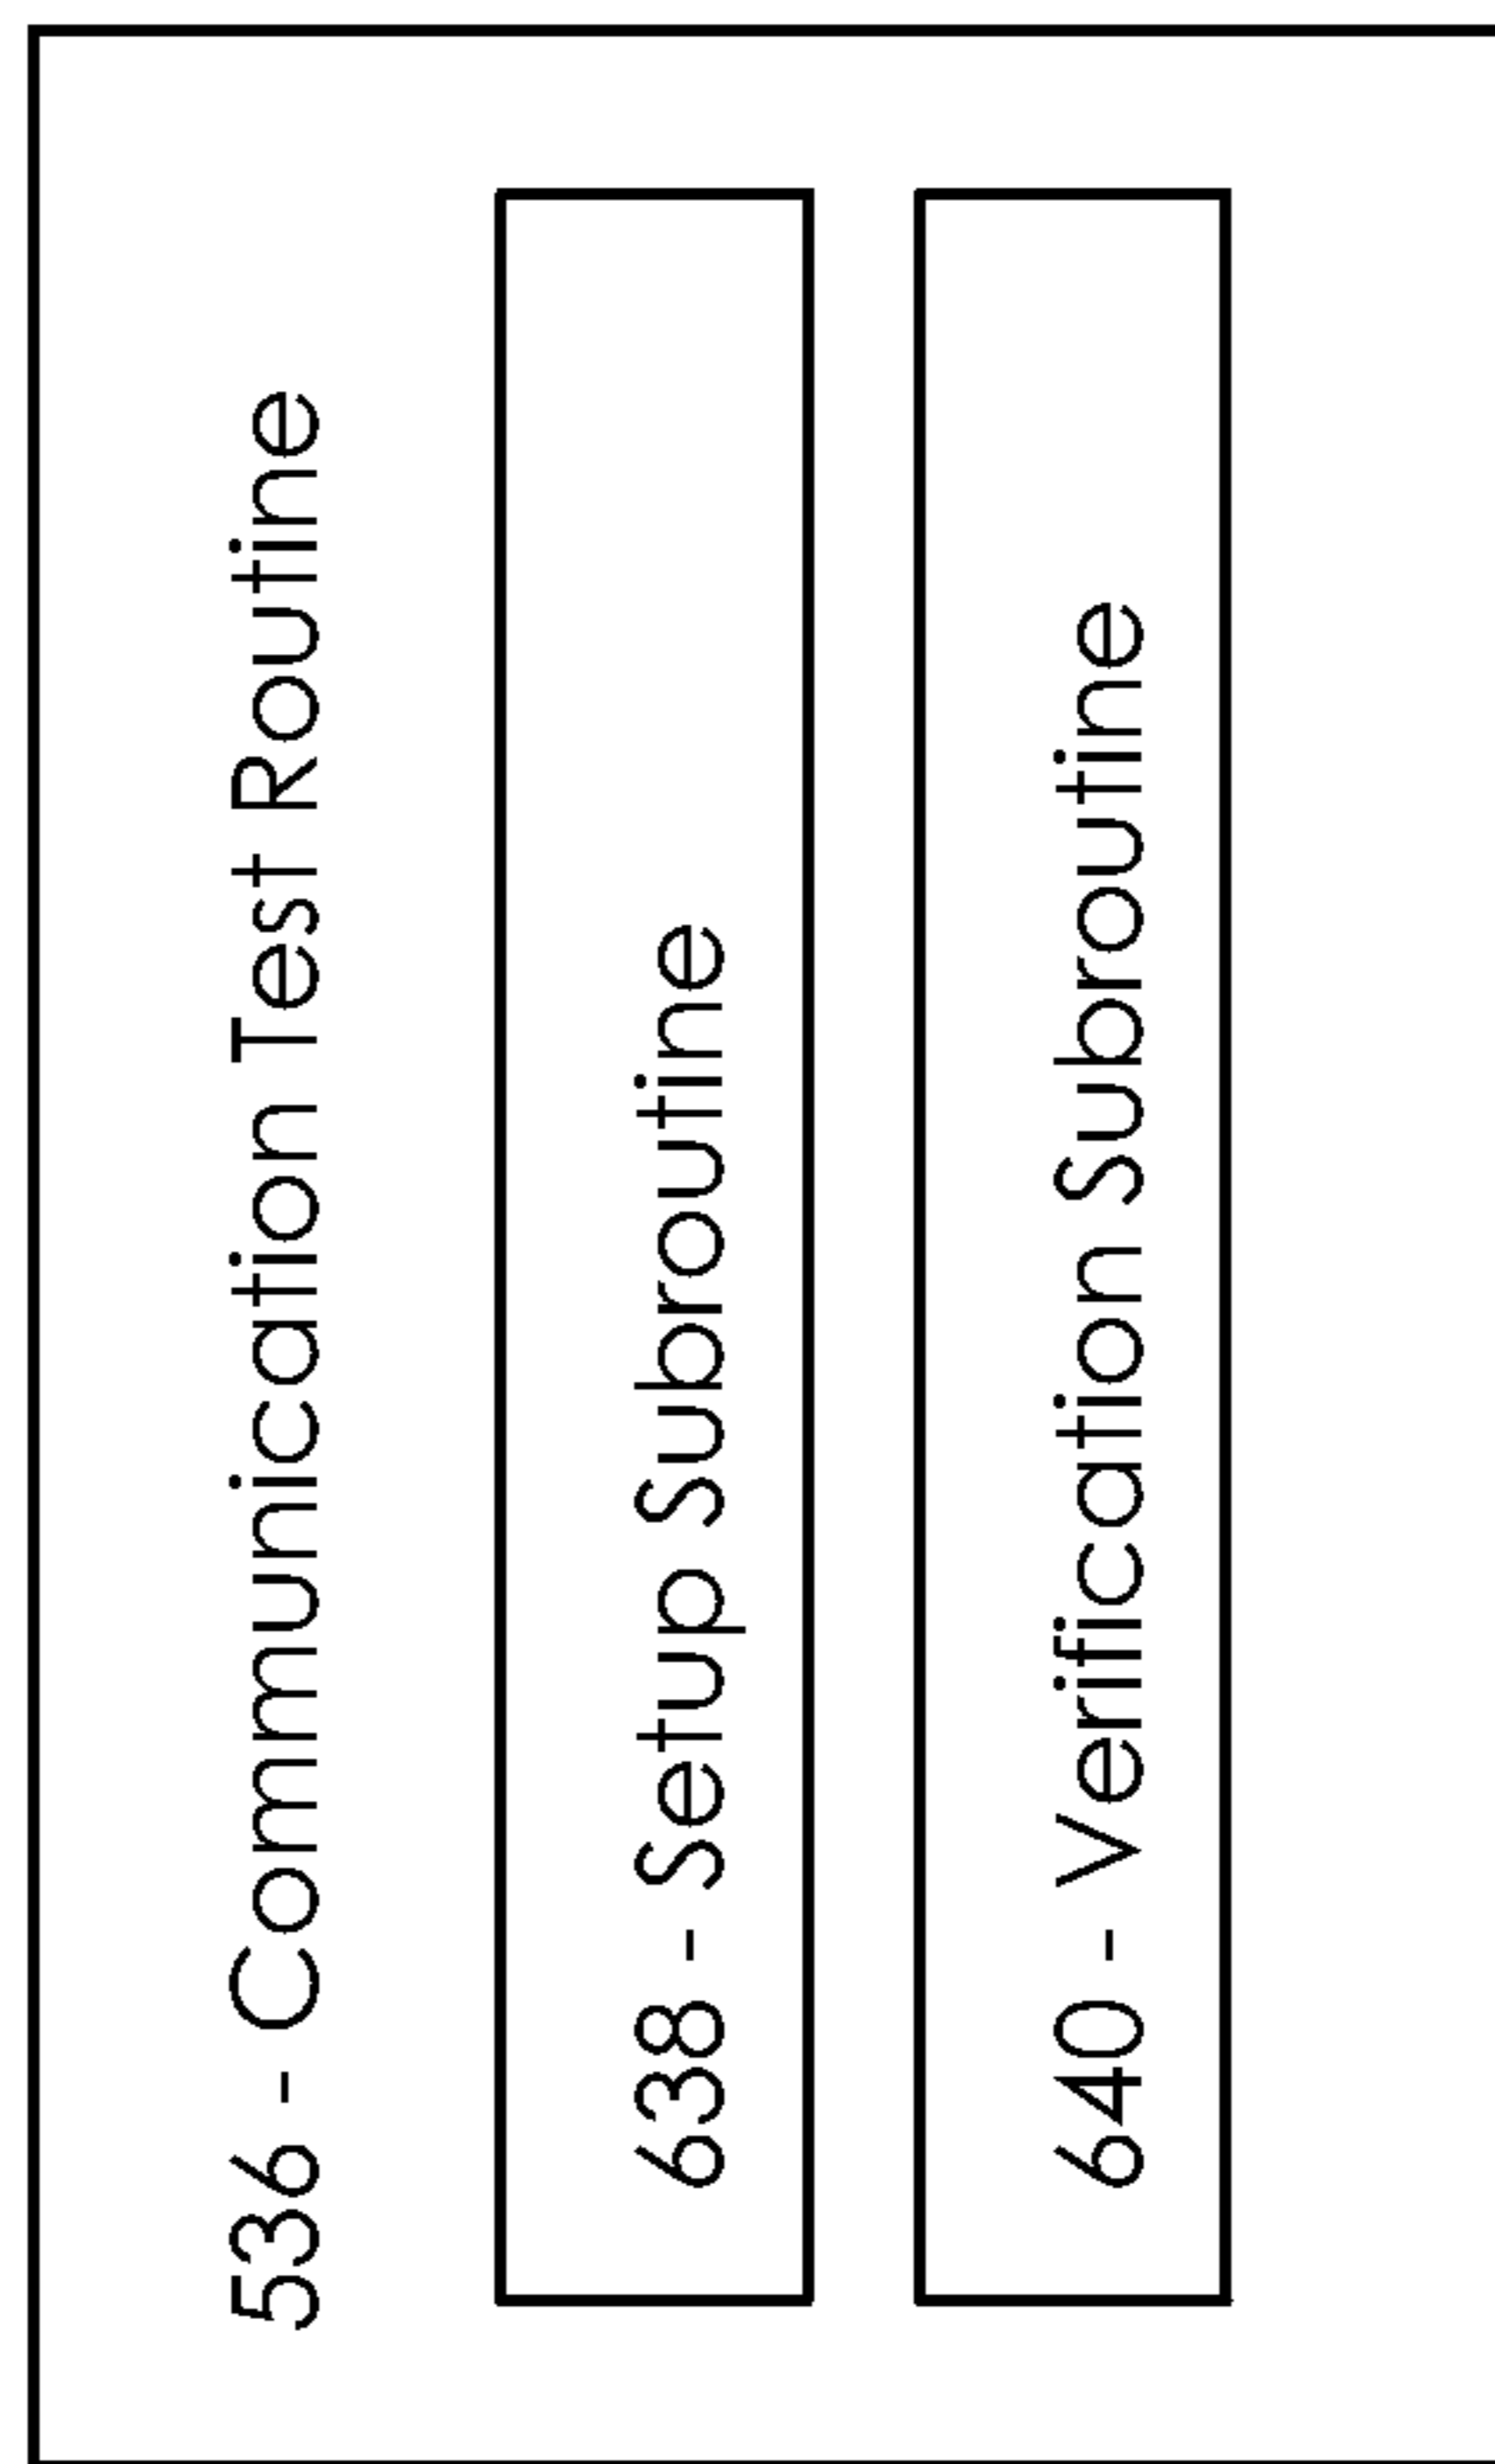 536 - Communication Test Routine
638 - Setup Subroutine
640 - Verification Subroutine